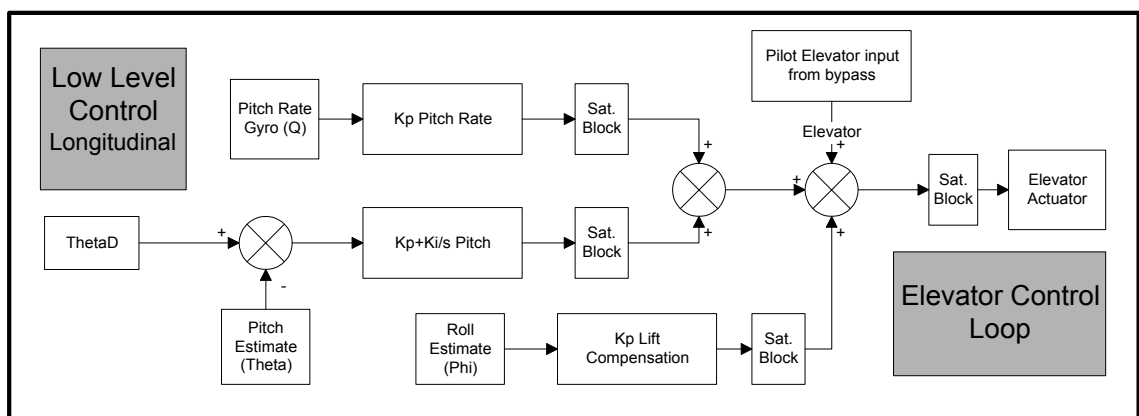 Low Level
Control
Longitudinal
Pitch Rate
Gyro (Q)
Kp Pitch Rate
Sat.
Block
Pilot Elevator input
from bypass
Elevator
+
+
+
+
+
+
Sat.
Block
Elevator
Actuator
ThetaD
+
-
Kp+Ki/s Pitch
Sat.
Block
Pitch
Estimate
(Theta)
Roll
Estimate
(Phi)
Kp Lift
Compensation
Sat.
Block
Elevator Control
Loop